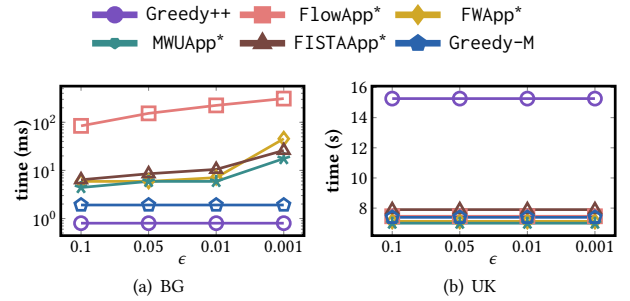 Greedy++ FlowApp* FWApp*
MWUApp* FISTAApp* Greedy-M
time (ms)
10²
10¹
10⁰
0.1 0.05 0.01 0.001
ϵ
(a) BG
time (s)
16
14
12
10
8
0.1 0.05 0.01 0.001
ϵ
(b) UK